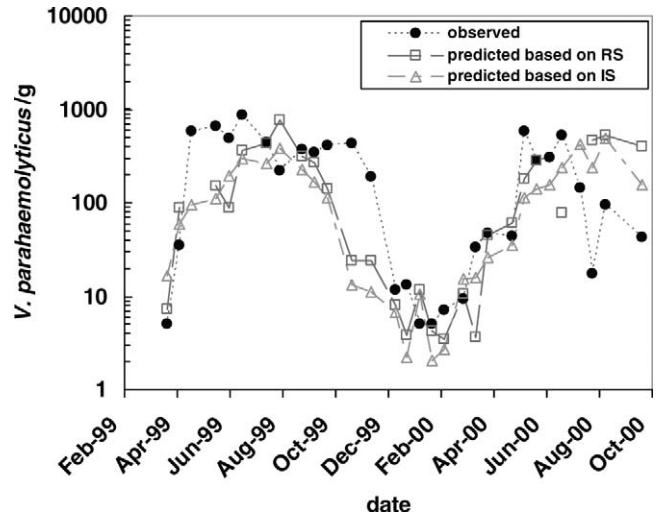 10000
1000
100
10
1
V. parahaemolyticus/g
observed
predicted based on RS
predicted based on IS
Feb-99
Apr-99
Jun-99
Aug-99
Oct-99
Dec-99
Feb-00
Apr-00
Jun-00
Aug-00
Oct-00
date